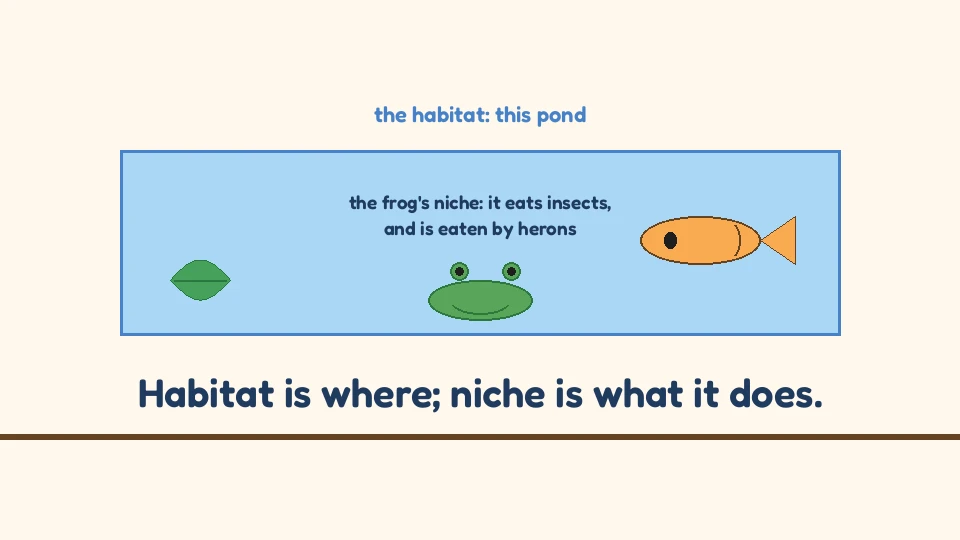 the habitat: this pond
the frog's niche: it eats insects,
and is eaten by herons
Habitat is where; niche is what it does.